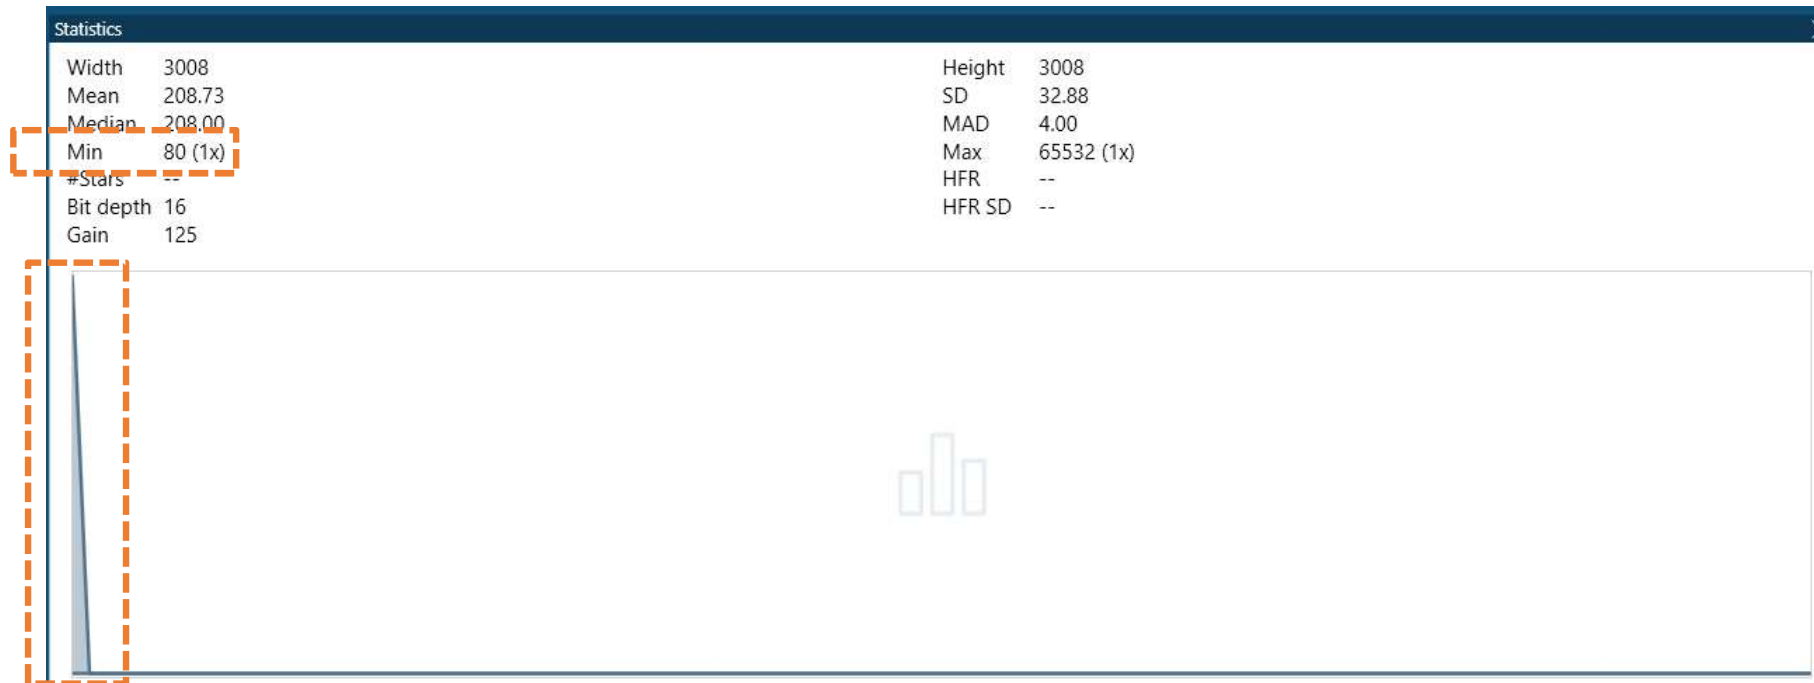 Statistics
Width 3008 Height 3008
Mean 208.73 SD 32.88
Median 208.00 MAD 4.00
Min 80 (1x) Max 65532 (1x)
#Stars -- HFR --
Bit depth 16 HFR SD --
Gain 125